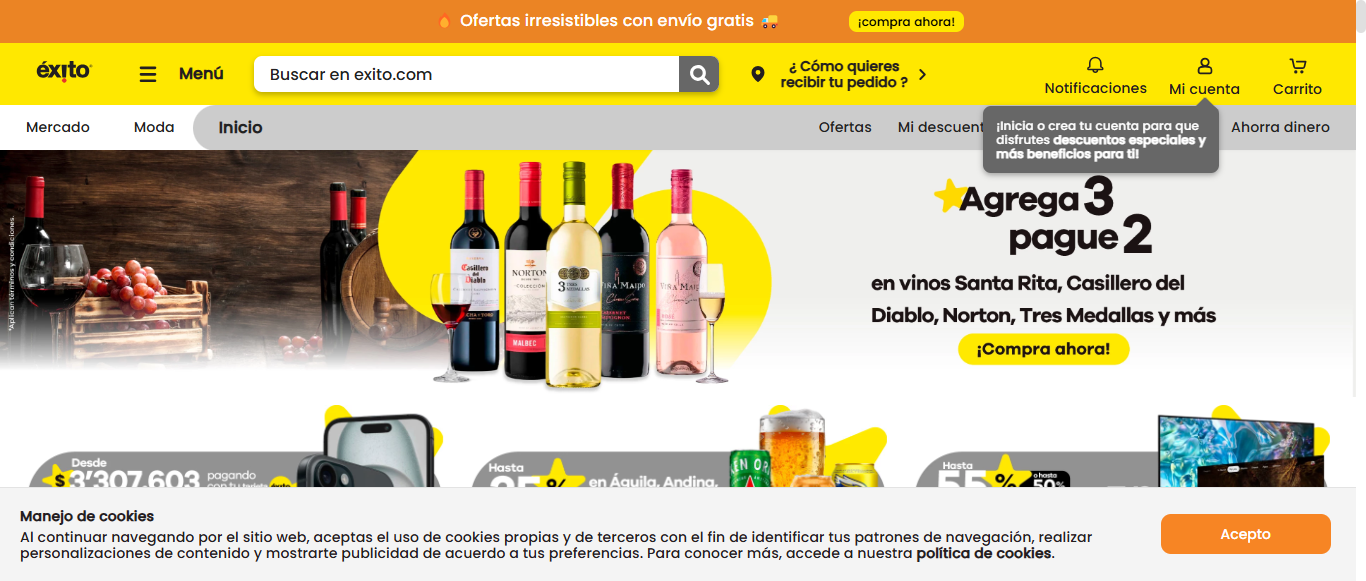 Ofertas irresistibles con envío gratis
¡compra ahora!
éxito
Menú
Buscar en exito.com
¿ Cómo quieres
recibir tu pedido ?
Notificaciones
Mi cuenta
Carrito
Mercado
Moda
Inicio
Ofertas
Mi descuent
Ahorra dinero
¡Inicia o crea tu cuenta para que
disfrutes descuentos especiales y
más beneficios para ti!
*Aplican términos y condiciones.
Casillero
del
Diablo
NORTON
COLECCIÓN
MALBEC
3 TRES
MEDALLAS
VIÑA MAIPO
CABERNET
SAUVIGNON
VIÑA MAIPO
Agrega 3
pague 2
en vinos Santa Rita, Casillero del
Diablo, Norton, Tres Medallas y más
¡Compra ahora!
Desde
$3'307.603
pagando
con tu tarjeta éxito
Hasta
%
en Águila, Andina,
Hasta
55%
o hasta
50%
Manejo de cookies
Al continuar navegando por el sitio web, aceptas el uso de cookies propias y de terceros con el fin de identificar tus patrones de navegación, realizar
personalizaciones de contenido y mostrarte publicidad de acuerdo a tus preferencias. Para conocer más, accede a nuestra política de cookies.
Acepto